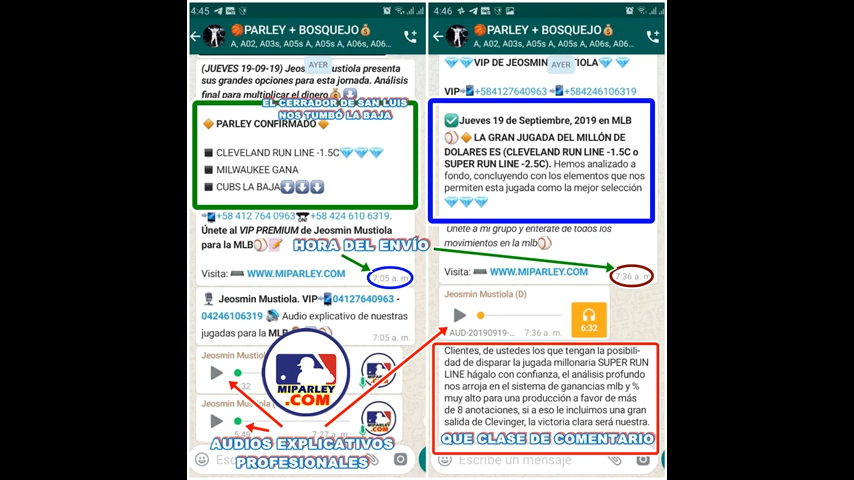 4:45
🏀PARLEY + BOSQUEJO💰
A, A02, A03s, A05s A, A05s A, A06s, A06...
(JUEVES 19-09-19) Jeosmin Mustiola presenta
AYER
sus grandes opciones para esta jornada. Análisis
final para multiplicar el dinero💰⬇️
EL CERRADOR DE SAN LUIS
NOS TUMBÓ LA BAJA
🔸PARLEY CONFIRMADO🔸
◾ CLEVELAND RUN LINE -1.5C💎💎💎
◾ MILWAUKEE GANA
◾ CUBS LA BAJA⬇️⬇️⬇️
📲+58 412 764 0963 +58 424 610 6319.
Únete al VIP PREMIUM de Jeosmin Mustiola
para la MLB⚾
HORA DEL ENVÍO
Visita: WWW.MIPARLEY.COM
7:05 a. m.
🎙️ Jeosmin Mustiola. VIP📲04127640963 -
04246106319 Audio explicativo de nuestras
jugadas para la MLB
7:05 a. m.
Jeosmin Mustiola
:32
MIPARLEY
.COM
5:49
7:27 a. m.
AUDIOS EXPLICATIVOS
PROFESIONALES
4:46
🏀PARLEY + BOSQUEJO💰
A, A02, A03s, A05s A, A05s A, A06s, A06...
💎💎VIP DE JEOSMIN MUSTIOLA💎 💎
AYER
VIP📲+584127640963 📲+584246106319
✅Jueves 19 de Septiembre, 2019 en MLB
⚾🔸LA GRAN JUGADA DEL MILLÓN DE
DOLARES ES (CLEVELAND RUN LINE -1.5C o
SUPER RUN LINE -2.5C). Hemos analizado a
fondo, concluyendo con los elementos que nos
permiten esta jugada como la mejor selección
💎💎💎
Únete a mi grupo y enterate de todos los
movimientos en la mlb⚾
Visita: WWW.MIPARLEY.COM
7:36 a. m.
Jeosmin Mustiola (D)
6:32
AUD-20190919-...
7:36 a. m.
Clientes, de ustedes los que tengan la posibili-
dad de disparar la jugada millonaria SUPER RUN
LINE hágalo con confianza, el análisis profundo
nos arroja en el sistema de ganancias mlb y %
muy alto para una producción a favor de más
de 8 anotaciones, si a eso le incluimos una gran
salida de Clevinger, la victoria clara será nuestra.
QUE CLASE DE COMENTARIO
Escribe un mensaje